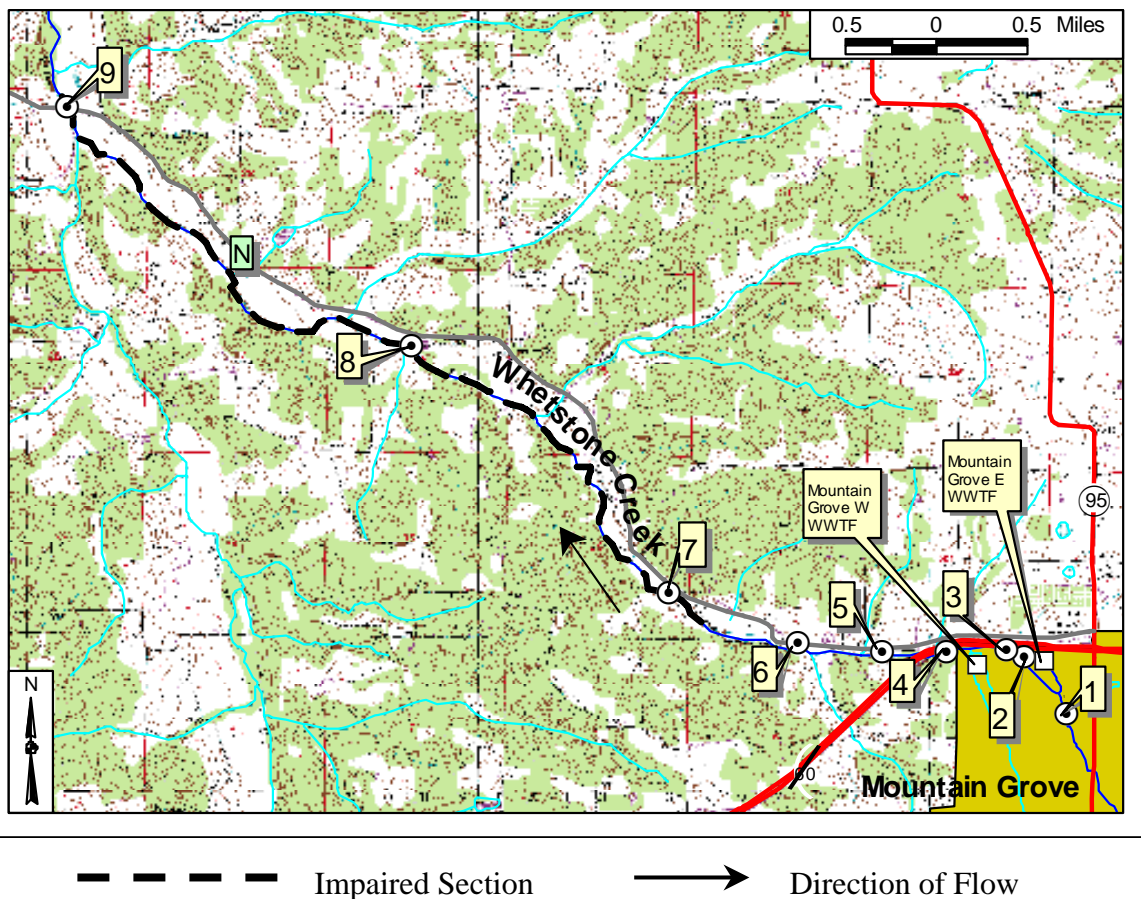 0.5 0 0.5 Miles
9
N
8
Whetstone Creek
Mountain
Grove E
WWTF
Mountain
Grove W
WWTF
95
7
3
5
6
4
2
1
N
60
Mountain Grove
Impaired Section
Direction of Flow